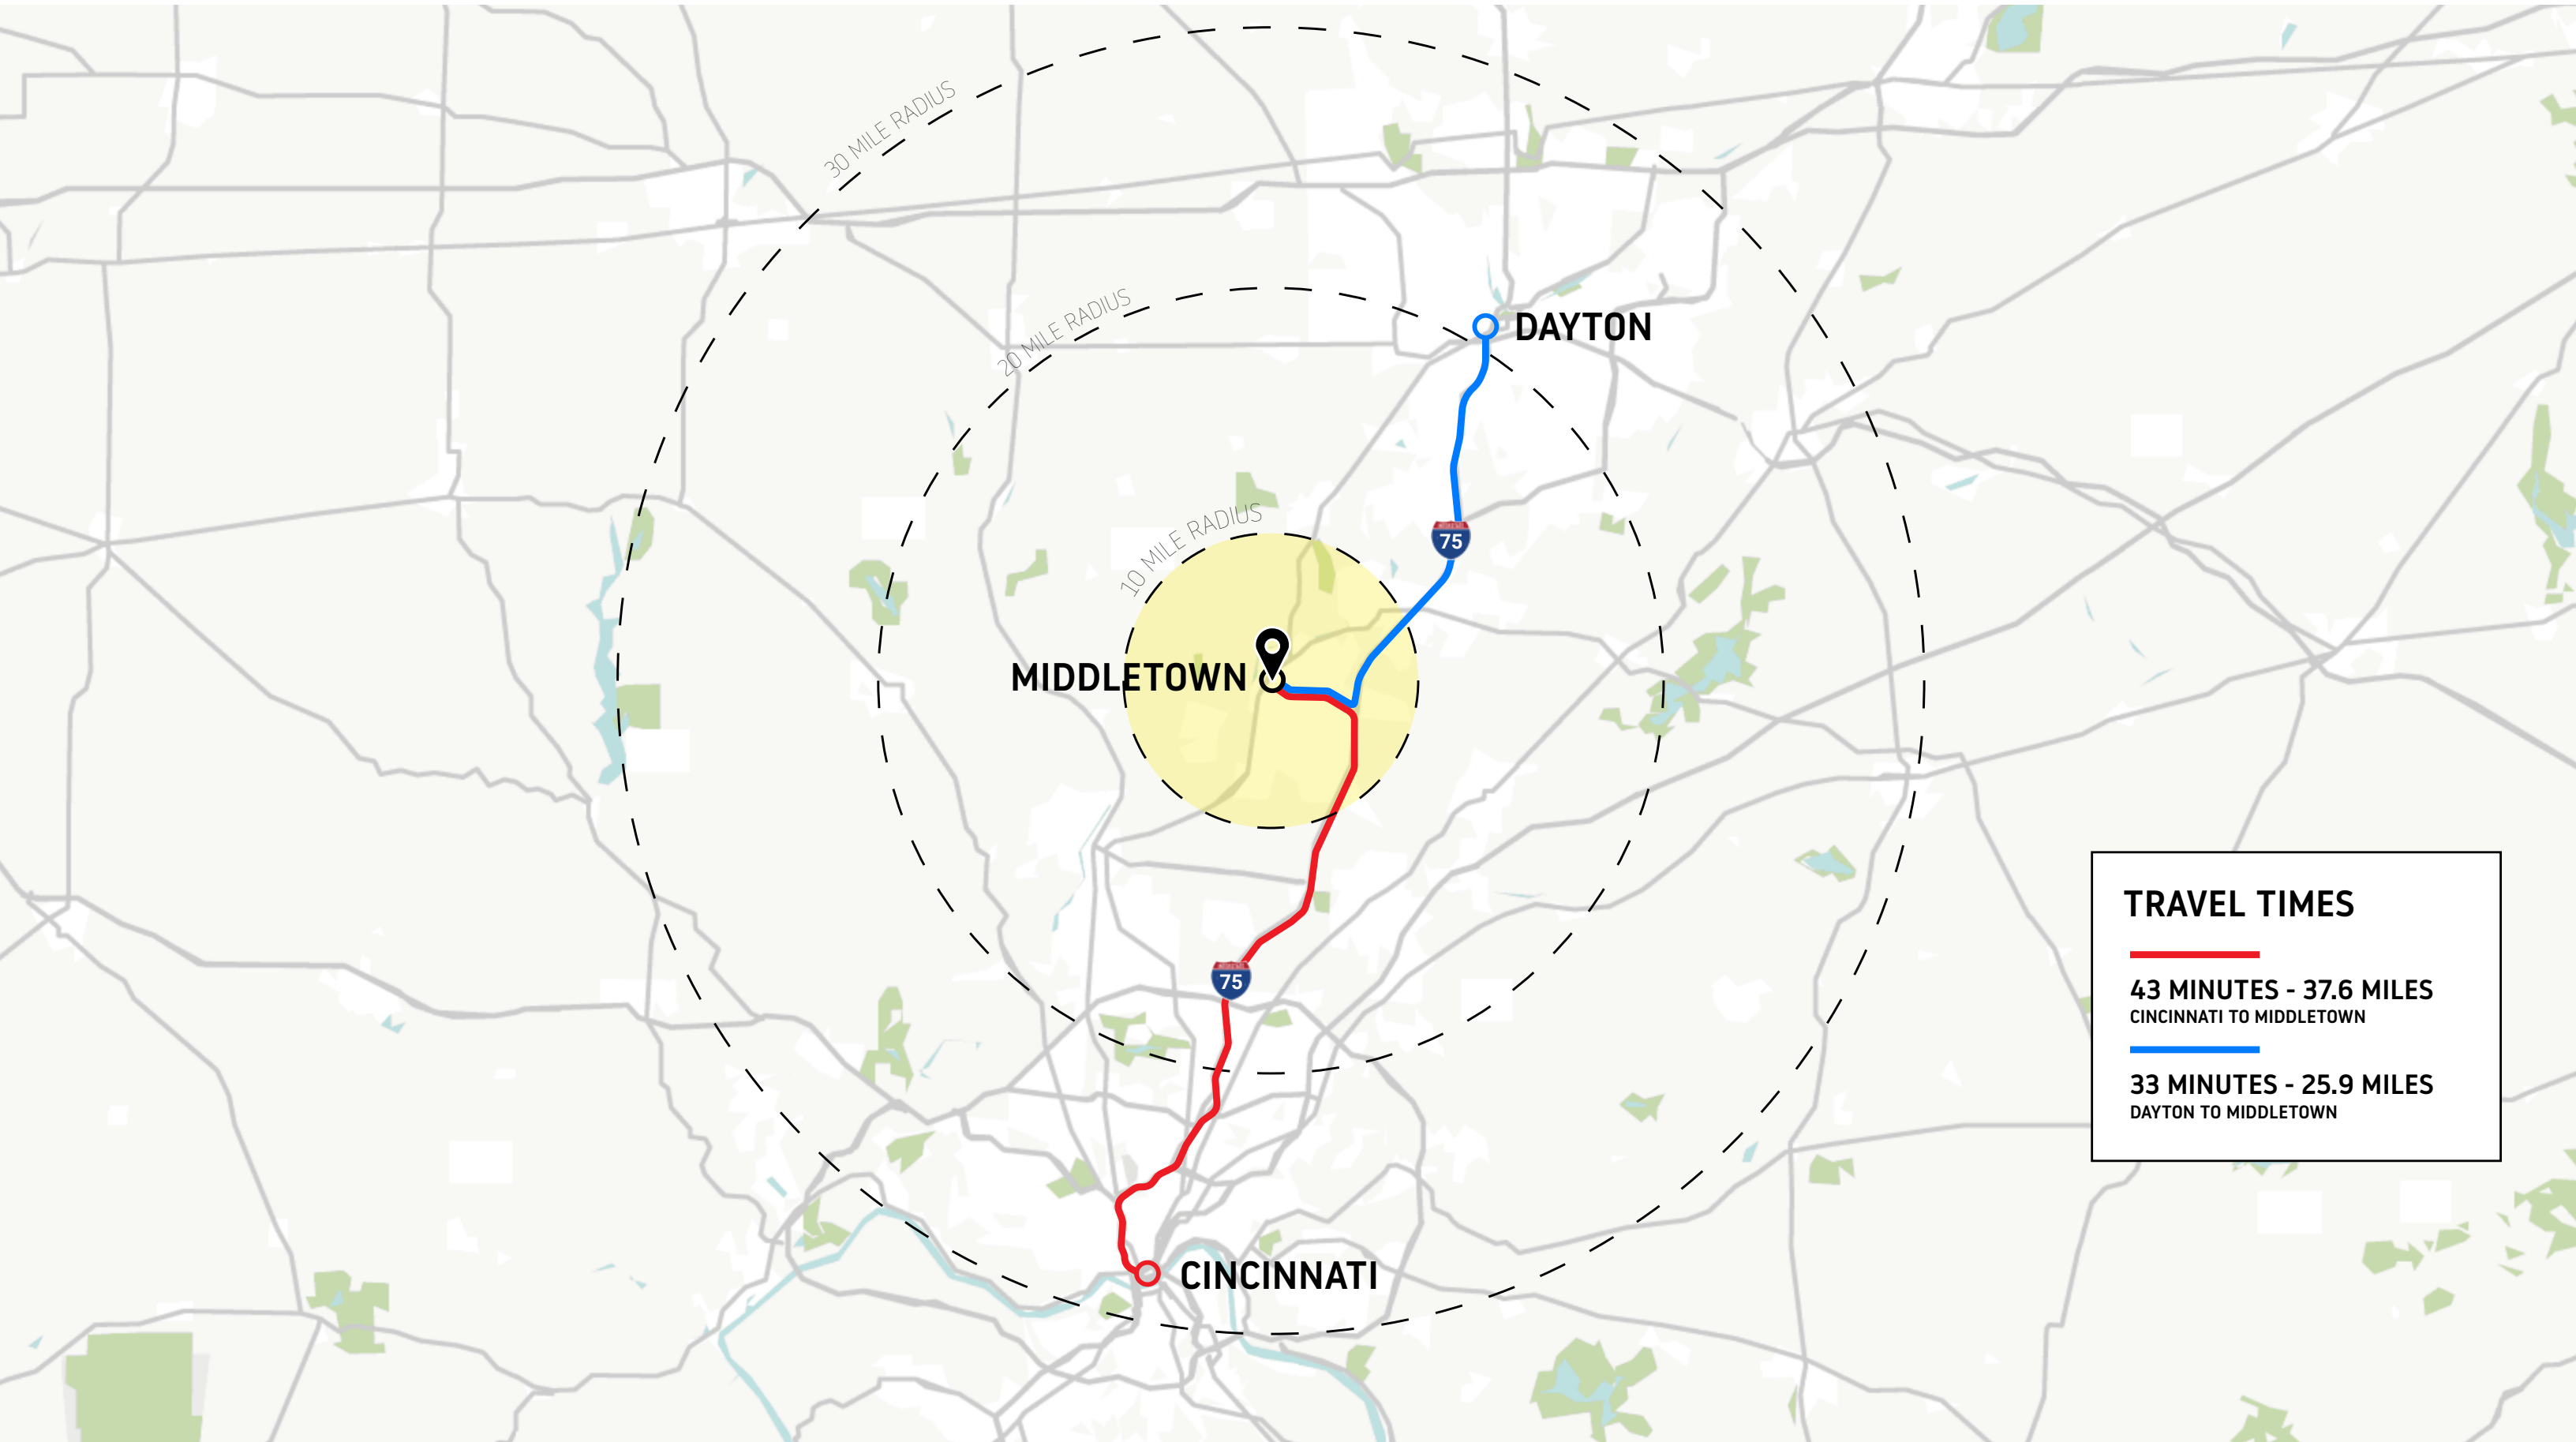 30 MILE RADIUS
20 MILE RADIUS
DAYTON
10 MILE RADIUS
75
MIDDLETOWN
TRAVEL TIMES
43 MINUTES - 37.6 MILES
CINCINNATI TO MIDDLETOWN
33 MINUTES - 25.9 MILES
DAYTON TO MIDDLETOWN
75
CINCINNATI